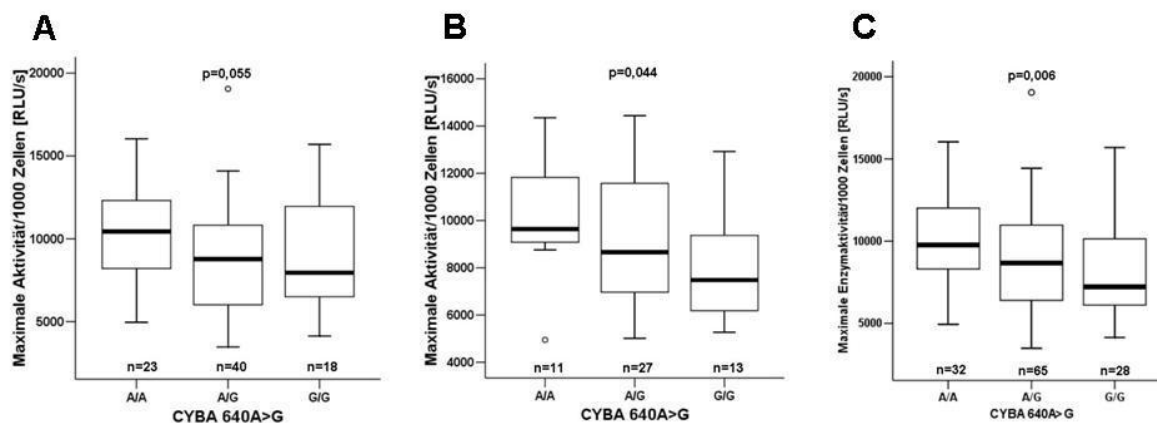 A
Maximale Aktivität/1000 Zellen [RLU/s]
p=0,055
20000
15000
10000
5000
n=23 n=40 n=18
A/A A/G G/G
CYBA 640A>G
B
Maximale Aktivität/1000 Zellen [RLU/s]
p=0,044
16000
14000
12000
10000
8000
6000
4000
n=11 n=27 n=13
A/A A/G G/G
CYBA 640A>G
C
Maximale Enzymaktivität/1000 Zellen [RLU/s]
p=0,006
20000
15000
10000
5000
n=32 n=65 n=28
A/A A/G G/G
CYBA 640A>G